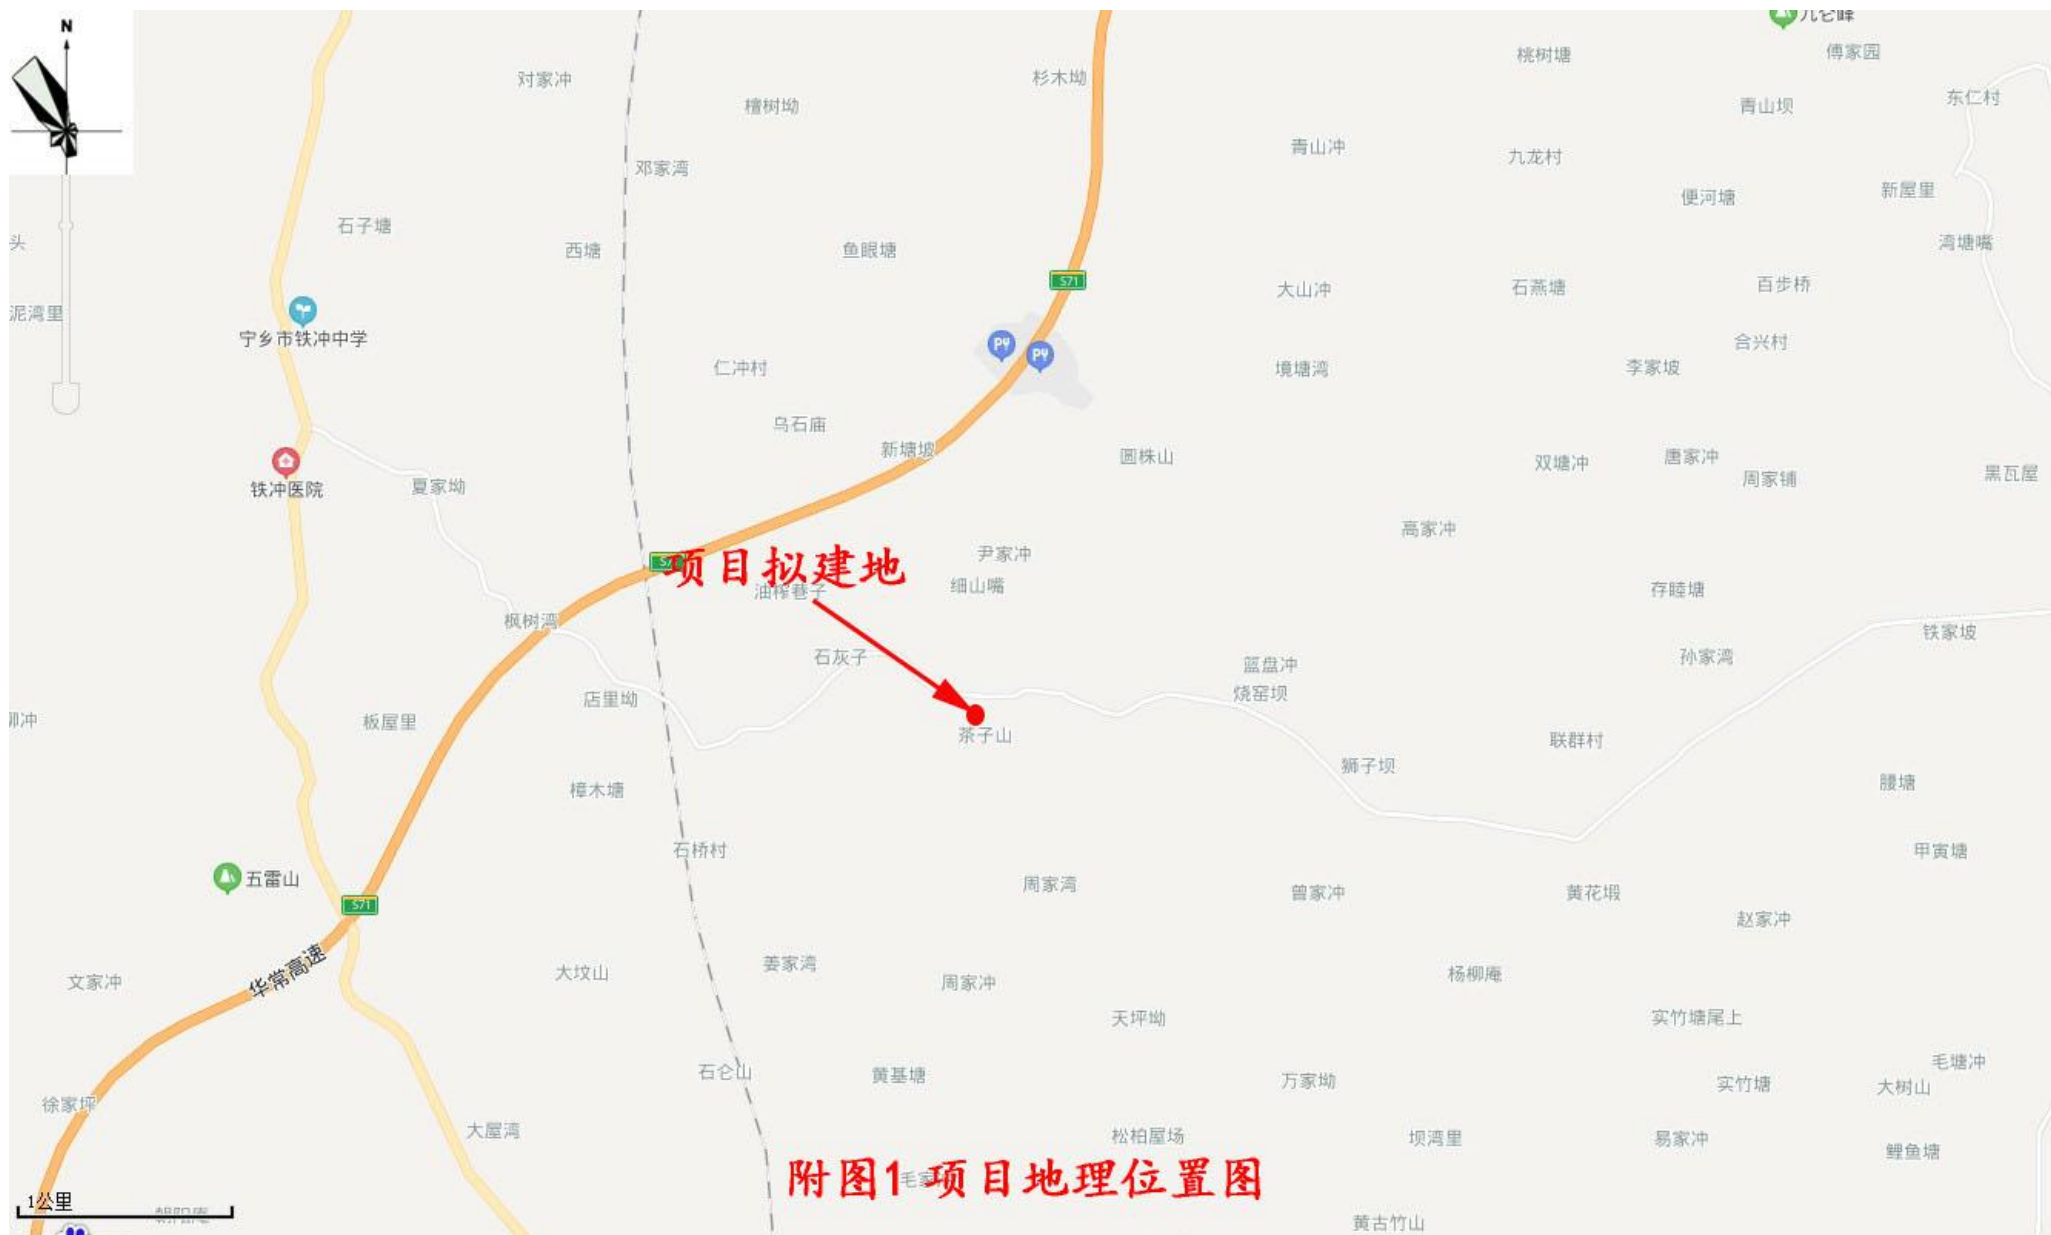 N
九仑峰
桃树塘
傅家园
对家冲
杉木坳
檀树坳
青山坝
东仁村
青山冲
九龙村
邓家湾
便河塘
新屋里
石子塘
头
西塘
鱼眼塘
湾塘嘴
S71
大山冲
石燕塘
百步桥
泥湾里
宁乡市铁冲中学
合兴村
仁冲村
境塘湾
李家坡
乌石庙
新塘坡
圆株山
双塘冲
唐家冲
周家铺
黑瓦屋
铁冲医院
夏家坳
高家冲
尹家冲
项目拟建地
油榨巷子
细山嘴
存睦塘
枫树湾
铁家坡
石灰子
篮盘冲
孙家湾
烧窑坝
店里坳
冲
板屋里
茶子山
联群村
狮子坝
腰塘
樟木塘
石桥村
甲寅塘
五雷山
周家湾
曾家冲
黄花塅
S71
赵家冲
华常高速
文家冲
大坟山
姜家湾
周家冲
杨柳庵
天坪坳
实竹塘尾上
毛塘冲
石仑山
黄基塘
万家坳
实竹塘
大树山
徐家坪
大屋湾
松柏屋场
坝湾里
易家冲
鲤鱼塘
附图1 项目地理位置图
毛家
1公里
朝阳庵
黄古竹山